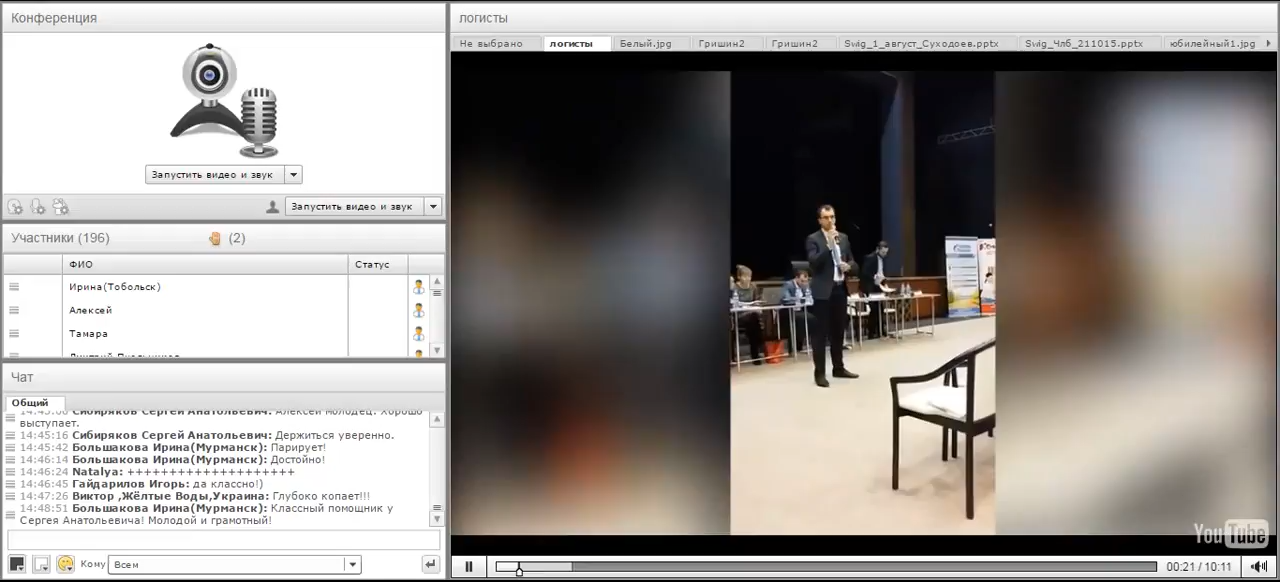 Конференция
Запустить видео и звук
Запустить видео и звук
Участники (196)
(2)
ФИО
Статус
Ирина(Тобольск)
Алексей
Тамара
Чат
Общий
Сибиряков Сергей Анатольевич: Алексей молодец! Хорошо
выступает.
14:45:16 Сибиряков Сергей Анатольевич: Держиться уверенно.
14:45:42 Большакова Ирина(Мурманск): Парирует!
14:46:14 Большакова Ирина(Мурманск): Достойно!
14:46:24 Natalya: +++++++++++++++++++
14:46:45 Гайдарилов Игорь: да классно!)
14:47:26 Виктор ,Жёлтые Воды,Украина: Глубоко копает!!!
14:48:51 Большакова Ирина(Мурманск): Классный помощник у
Сергея Анатольевича! Молодой и грамотный!
Кому
Всем
логисты
Не выбрано
логисты
Белый.jpg
Гришин2
Гришин2
Swig_1_август_Суходоев.pptx
Swig_Члб_211015.pptx
юбилейный1.jpg
YouTube
00:21 / 10:11